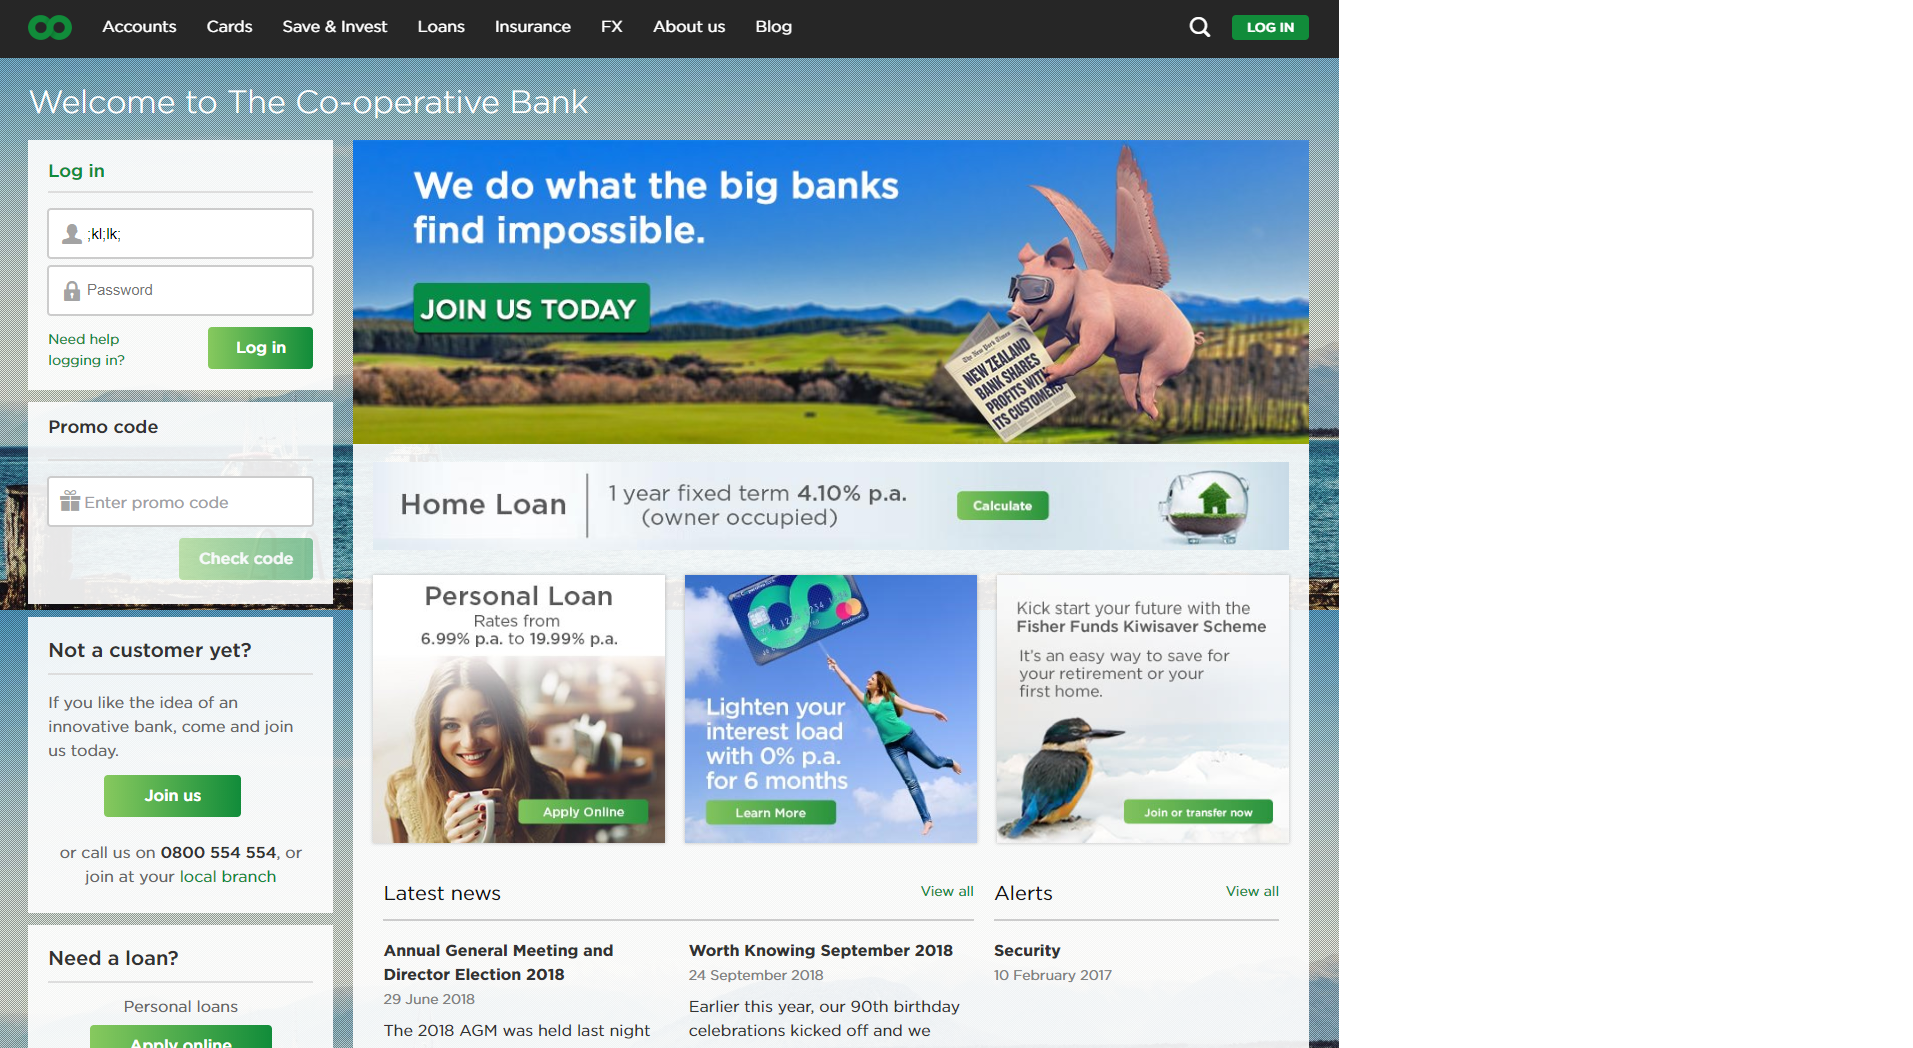 Accounts Cards Save & Invest Loans Insurance FX About us Blog LOG IN
Welcome to The Co-operative Bank
Log in
;kl;lk;
Password
Need help
logging in?
Log in
Promo code
Enter promo code
Check code
Not a customer yet?
If you like the idea of an
innovative bank, come and join
us today.
Join us
or call us on 0800 554 554, or
join at your local branch
Need a loan?
Personal loans
Apply online
We do what the big banks
find impossible.
JOIN US TODAY
The New York Times
NEW ZEALAND
BANK SHARES
PROFITS WITH
ITS CUSTOMERS
Home Loan
1 year fixed term 4.10% p.a.
(owner occupied)
Calculate
Personal Loan
Rates from
6.99% p.a. to 19.99% p.a.
Apply Online
Lighten your
interest load
with 0% p.a.
for 6 months
Learn More
Kick start your future with the
Fisher Funds Kiwisaver Scheme
It's an easy way to save for
your retirement or your
first home.
Join or transfer now
Latest news View all
Annual General Meeting and
Director Election 2018
29 June 2018
The 2018 AGM was held last night
Worth Knowing September 2018
24 September 2018
Earlier this year, our 90th birthday
celebrations kicked off and we
Alerts View all
Security
10 February 2017